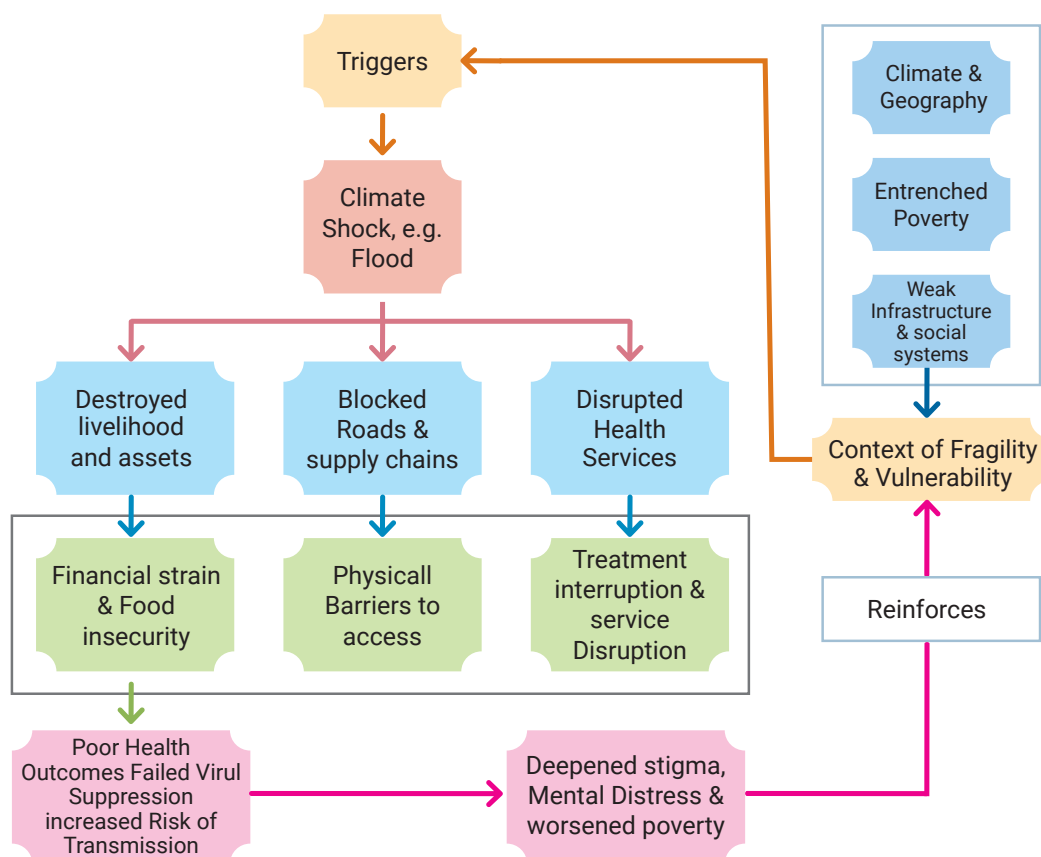 Triggers
Climate
Shock, e.g.
Flood
Destroyed
livelihood
and assets
Blocked
Roads &
supply chains
Disrupted
Health
Services
Financial strain
& Food
insecurity
Physicall
Barriers to
access
Treatment
interruption &
service
Disruption
Poor Health
Outcomes Failed Virul
Suppression
increased Risk of
Transmission
Deepened stigma,
Mental Distress &
worsened poverty
Reinforces
Context of Fragility
& Vulnerability
Climate &
Geography
Entrenched
Poverty
Weak
Infrastructure
& social
systems